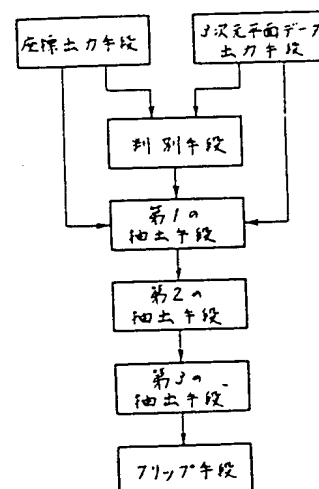 座標出力手段
3次元平面データ
出力手段
判別手段
第1の
抽出手段
第2の
抽出手段
第3の
抽出手段
フリップ手段